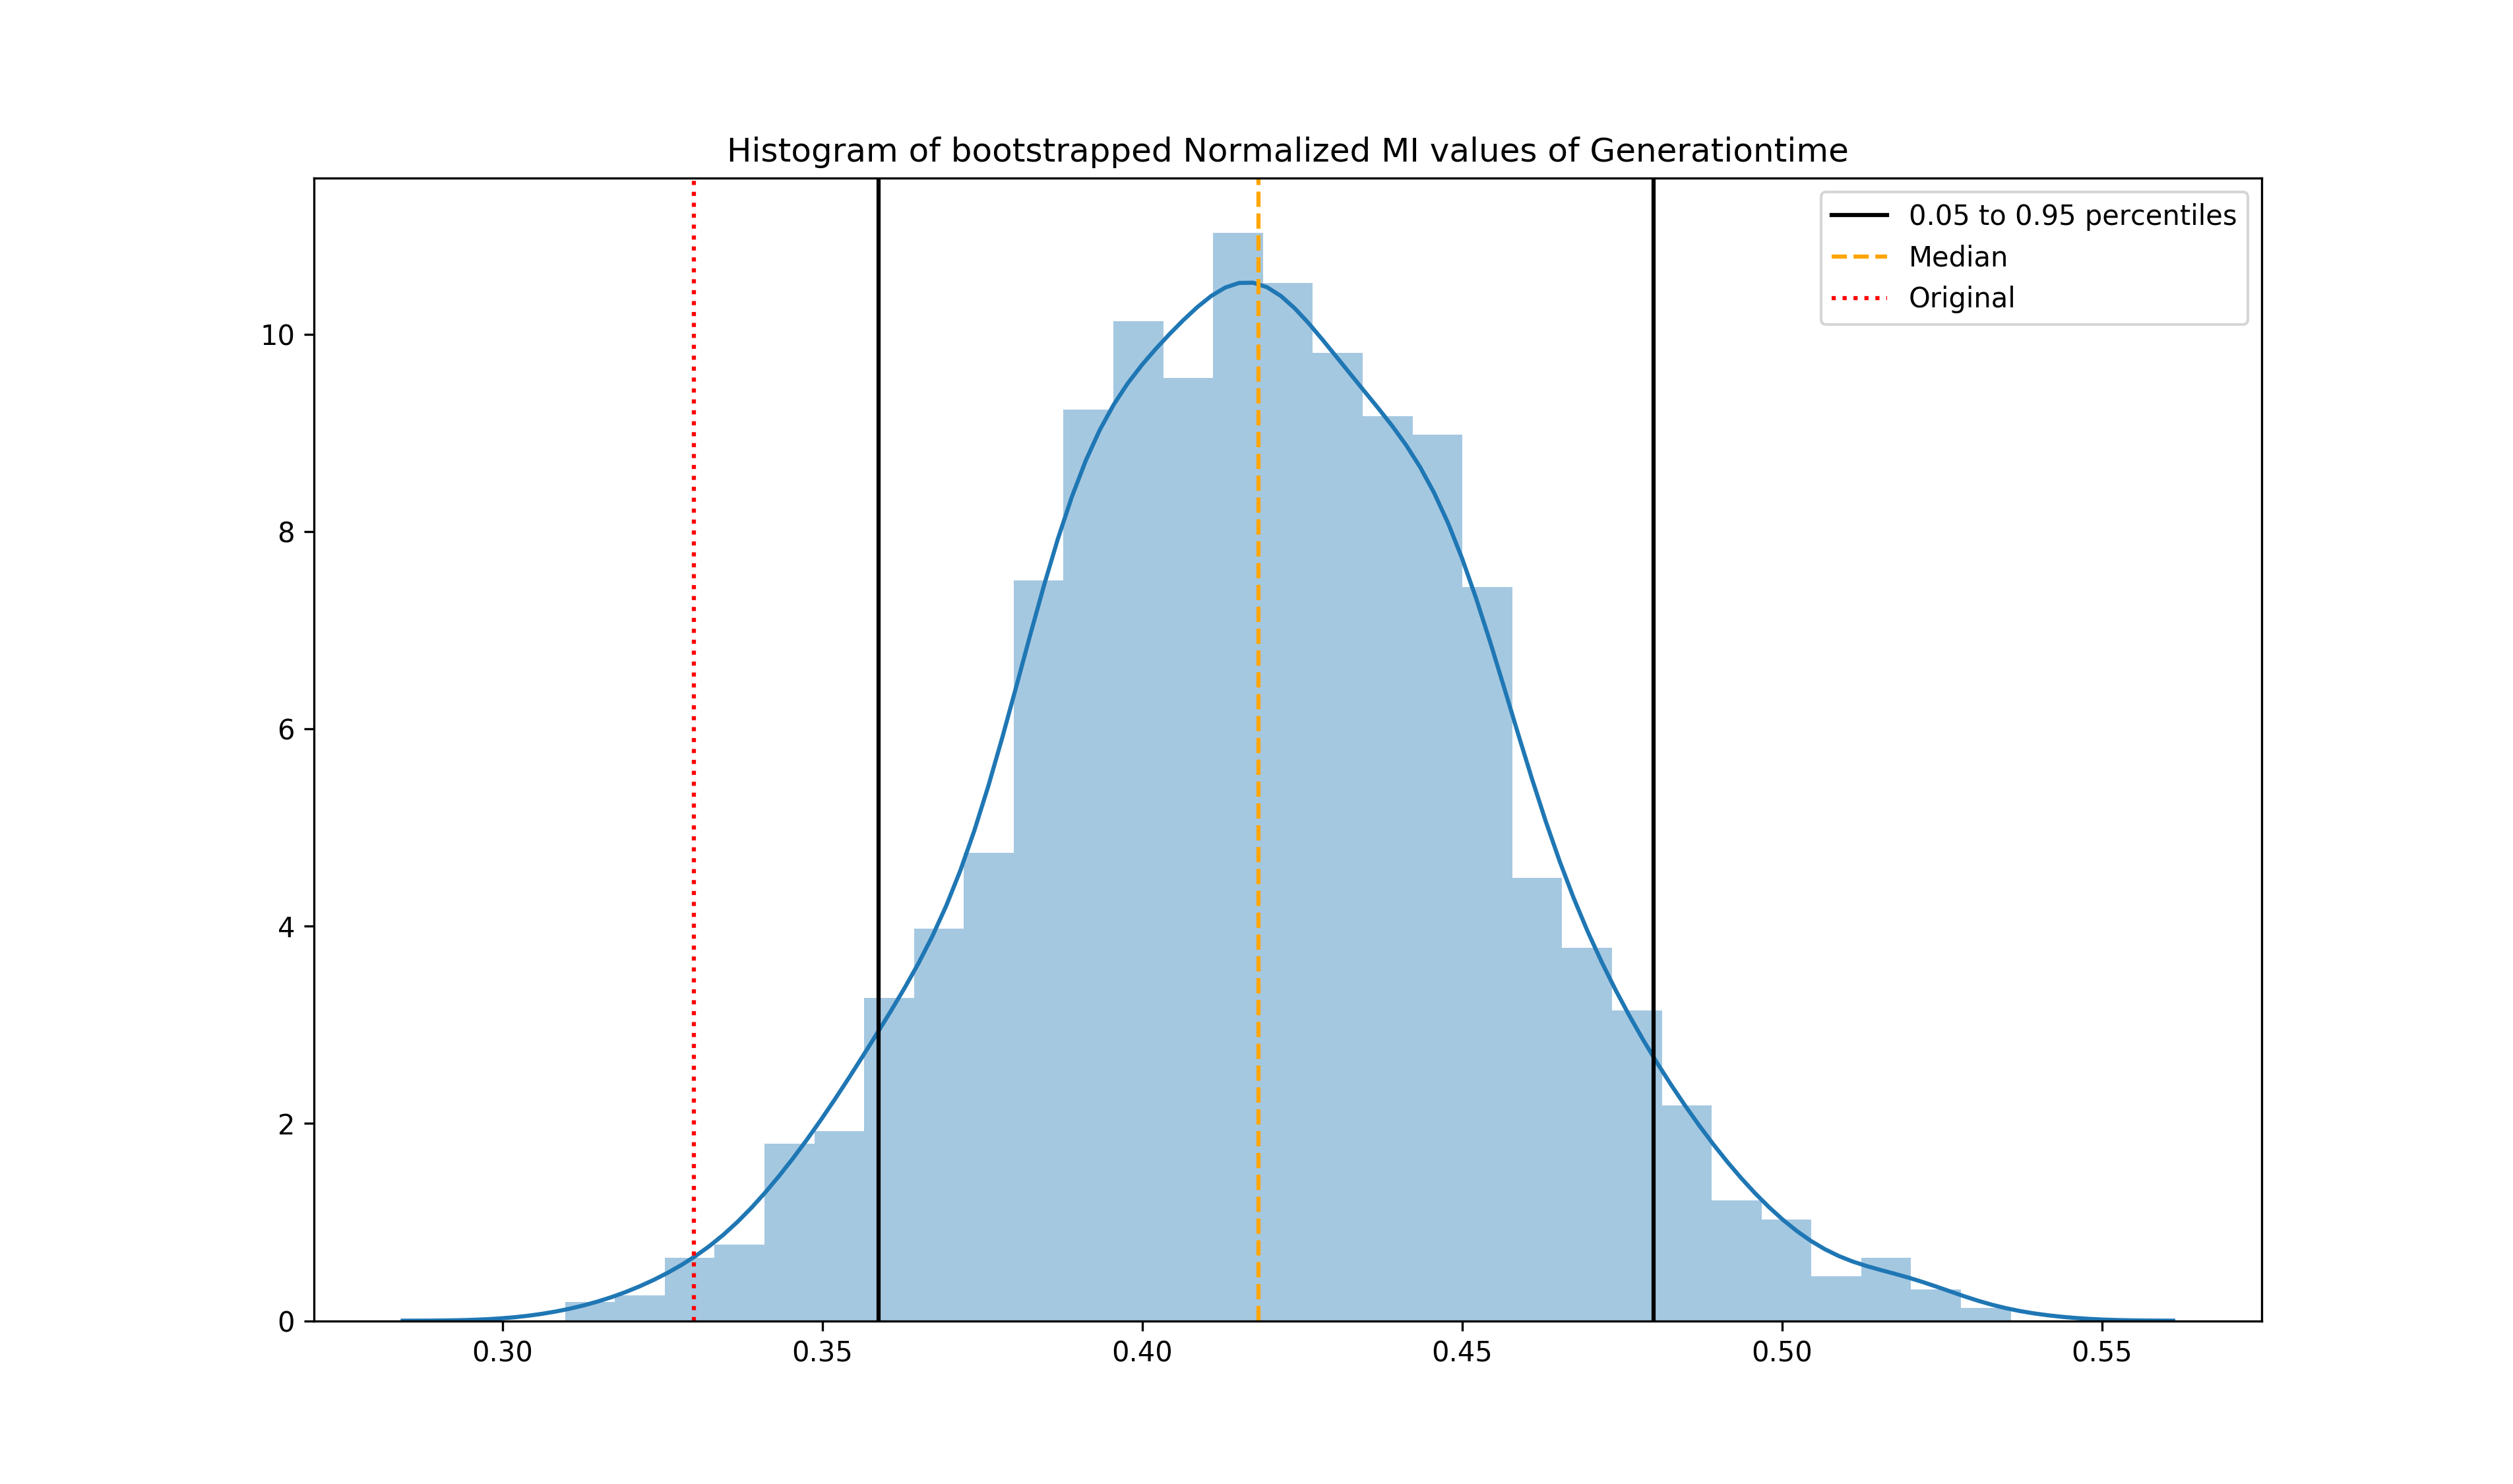 Histogram of bootstrapped Normalized MI values of Generationtime
0.05 to 0.95 percentiles
Median
Original
10
8
6
4
2
0
0.30 0.35 0.40 0.45 0.50 0.55